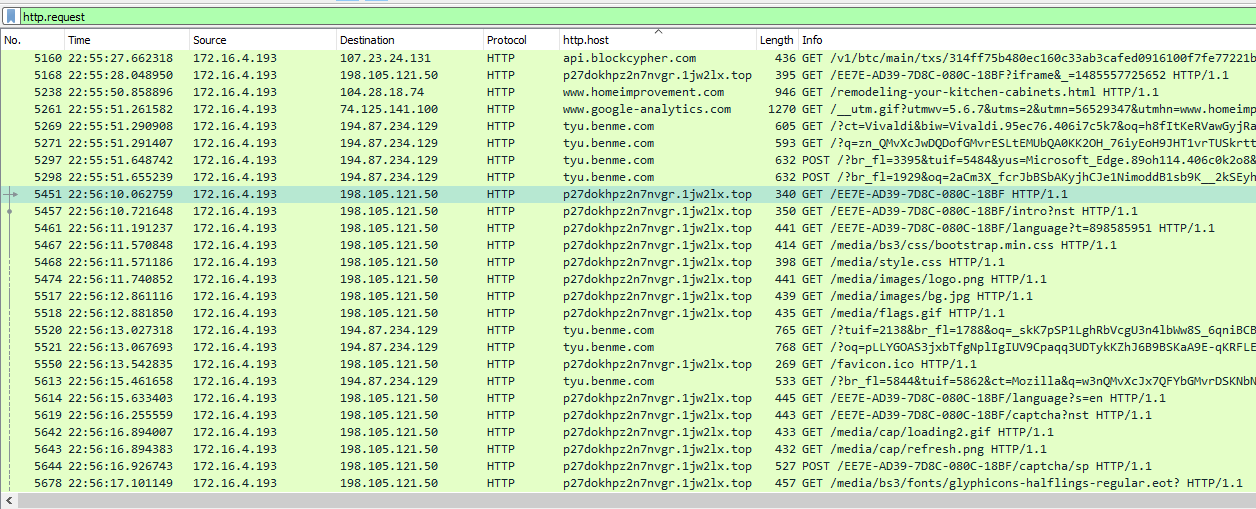 http.request
No. Time Source Destination Protocol http.host Length Info
5160 22:55:27.662318 172.16.4.193 107.23.24.131 HTTP api.blockcypher.com 436 GET /v1/btc/main/txs/314ff75b480ec160c33ab3cafed0916100f7fe77221b
5168 22:55:28.048950 172.16.4.193 198.105.121.50 HTTP p27dokhpz2n7nvgr.1jw2lx.top 395 GET /EE7E-AD39-7D8C-080C-18BF?iframe&_=1485557725652 HTTP/1.1
5238 22:55:50.858896 172.16.4.193 104.28.18.74 HTTP www.homeimprovement.com 946 GET /remodeling-your-kitchen-cabinets.html HTTP/1.1
5261 22:55:51.261582 172.16.4.193 74.125.141.100 HTTP www.google-analytics.com 1270 GET /__utm.gif?utmwv=5.6.7&utms=2&utmn=56529347&utmhn=www.homeimp
5269 22:55:51.290908 172.16.4.193 194.87.234.129 HTTP tyu.benme.com 605 GET /?ct=Vivaldi&biw=Vivaldi.95ec76.406i7c5k7&oq=h8fItKeRVawGyjRa
5271 22:55:51.291407 172.16.4.193 194.87.234.129 HTTP tyu.benme.com 593 GET /?q=zn_QMvXcJwDQDofGMvrESLtEMUbQA0KK2OH_76iyEoH9JHT1vrTUSkrtt
5297 22:55:51.648742 172.16.4.193 194.87.234.129 HTTP tyu.benme.com 632 POST /?br_fl=3395&tuif=5484&yus=Microsoft_Edge.89oh114.406c0k2o8&
5298 22:55:51.655239 172.16.4.193 194.87.234.129 HTTP tyu.benme.com 632 POST /?br_fl=1929&oq=2aCm3X_fcrJbBSbAKyjhCJe1NimoddB1sb9K__2kSEyh
5451 22:56:10.062759 172.16.4.193 198.105.121.50 HTTP p27dokhpz2n7nvgr.1jw2lx.top 340 GET /EE7E-AD39-7D8C-080C-18BF HTTP/1.1
5457 22:56:10.721648 172.16.4.193 198.105.121.50 HTTP p27dokhpz2n7nvgr.1jw2lx.top 350 GET /EE7E-AD39-7D8C-080C-18BF/intro?nst HTTP/1.1
5461 22:56:11.191237 172.16.4.193 198.105.121.50 HTTP p27dokhpz2n7nvgr.1jw2lx.top 441 GET /EE7E-AD39-7D8C-080C-18BF/language?t=898585951 HTTP/1.1
5467 22:56:11.570848 172.16.4.193 198.105.121.50 HTTP p27dokhpz2n7nvgr.1jw2lx.top 414 GET /media/bs3/css/bootstrap.min.css HTTP/1.1
5468 22:56:11.571186 172.16.4.193 198.105.121.50 HTTP p27dokhpz2n7nvgr.1jw2lx.top 398 GET /media/style.css HTTP/1.1
5474 22:56:11.740852 172.16.4.193 198.105.121.50 HTTP p27dokhpz2n7nvgr.1jw2lx.top 441 GET /media/images/logo.png HTTP/1.1
5517 22:56:12.861116 172.16.4.193 198.105.121.50 HTTP p27dokhpz2n7nvgr.1jw2lx.top 439 GET /media/images/bg.jpg HTTP/1.1
5518 22:56:12.881850 172.16.4.193 198.105.121.50 HTTP p27dokhpz2n7nvgr.1jw2lx.top 435 GET /media/flags.gif HTTP/1.1
5520 22:56:13.027318 172.16.4.193 194.87.234.129 HTTP tyu.benme.com 765 GET /?tuif=2138&br_fl=1788&oq=_skK7pSP1LghRbVcgU3n4lbWw8S_6qniBCB
5521 22:56:13.067693 172.16.4.193 194.87.234.129 HTTP tyu.benme.com 768 GET /?oq=pLLYGOAS3jxbTfgNplIgIUV9Cpaqq3UDTykKZhJ6B9BSKaA9E-qKRFLE
5550 22:56:13.542835 172.16.4.193 198.105.121.50 HTTP p27dokhpz2n7nvgr.1jw2lx.top 269 GET /favicon.ico HTTP/1.1
5613 22:56:15.461658 172.16.4.193 194.87.234.129 HTTP tyu.benme.com 533 GET /?br_fl=5844&tuif=5862&ct=Mozilla&q=w3nQMvXcJx7QFYbGMvrDSKNbN
5614 22:56:15.633403 172.16.4.193 198.105.121.50 HTTP p27dokhpz2n7nvgr.1jw2lx.top 445 GET /EE7E-AD39-7D8C-080C-18BF/language?s=en HTTP/1.1
5619 22:56:16.255559 172.16.4.193 198.105.121.50 HTTP p27dokhpz2n7nvgr.1jw2lx.top 443 GET /EE7E-AD39-7D8C-080C-18BF/captcha?nst HTTP/1.1
5642 22:56:16.894007 172.16.4.193 198.105.121.50 HTTP p27dokhpz2n7nvgr.1jw2lx.top 433 GET /media/cap/loading2.gif HTTP/1.1
5643 22:56:16.894383 172.16.4.193 198.105.121.50 HTTP p27dokhpz2n7nvgr.1jw2lx.top 432 GET /media/cap/refresh.png HTTP/1.1
5644 22:56:16.926743 172.16.4.193 198.105.121.50 HTTP p27dokhpz2n7nvgr.1jw2lx.top 527 POST /EE7E-AD39-7D8C-080C-18BF/captcha/sp HTTP/1.1
5678 22:56:17.101149 172.16.4.193 198.105.121.50 HTTP p27dokhpz2n7nvgr.1jw2lx.top 457 GET /media/bs3/fonts/glyphicons-halflings-regular.eot? HTTP/1.1